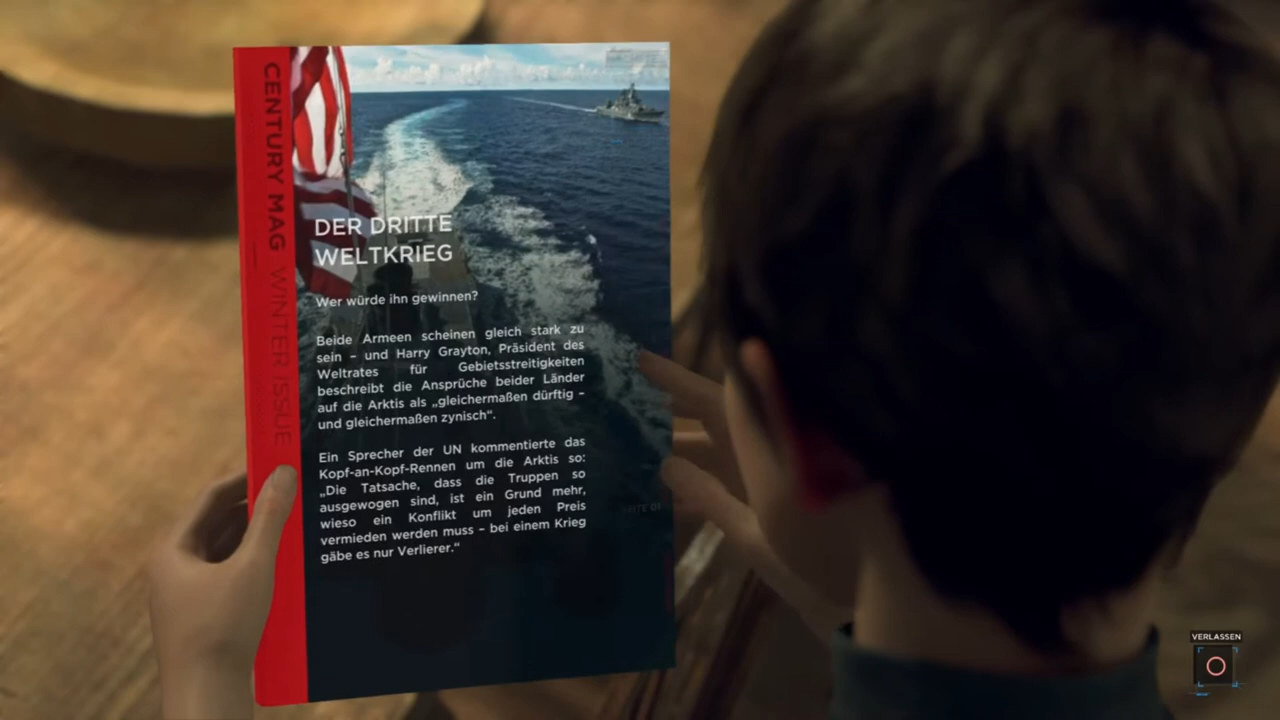 CENTURY MAG WINTER ISSUE
DER DRITTE
WELTKRIEG
Wer würde ihn gewinnen?
Beide Armeen scheinen gleich stark zu
sein – und Harry Grayton, Präsident des
Weltrates für Gebietsstreitigkeiten
beschreibt die Ansprüche beider Länder
auf die Arktis als „gleichermaßen dürftig –
und gleichermaßen zynisch“.
Ein Sprecher der UN kommentierte das
Kopf-an-Kopf-Rennen um die Arktis so:
„Die Tatsache, dass die Truppen so
ausgewogen sind, ist ein Grund mehr,
wieso ein Konflikt um jeden Preis
vermieden werden muss – bei einem Krieg
gäbe es nur Verlierer.“
VERLASSEN